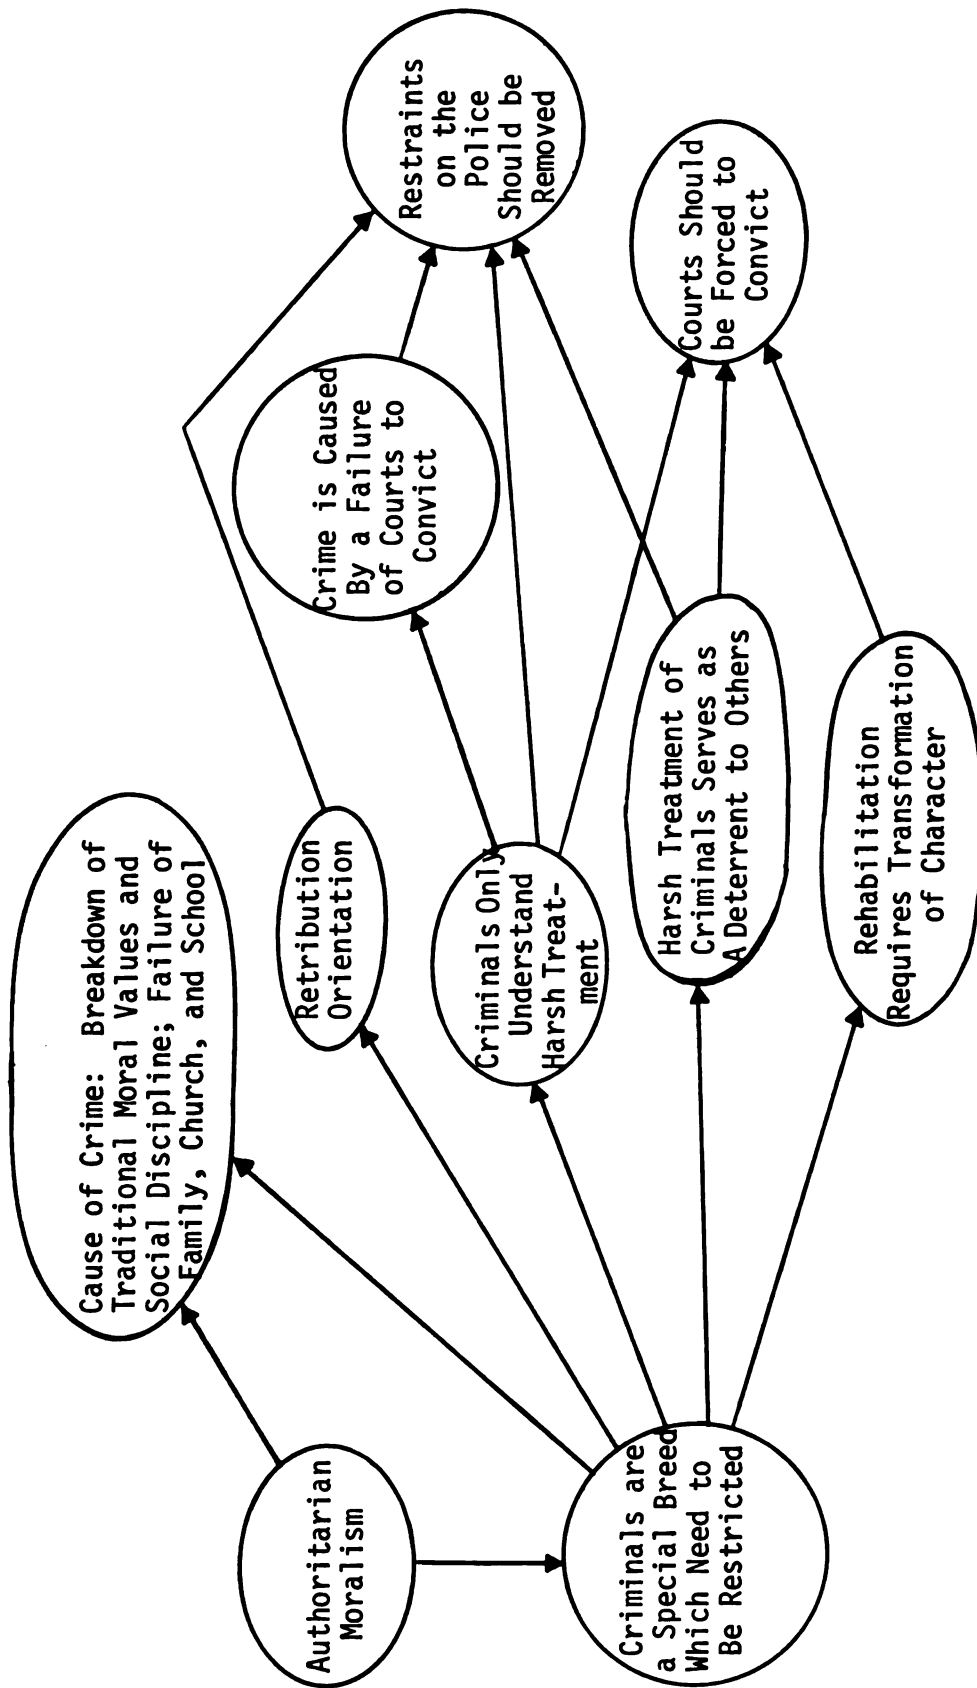 Cause of Crime: Breakdown of
Traditional Moral Values and
Social Discipline; Failure of
Family, Church, and School
Authoritarian
Moralism
Retribution
Orientation
Restraints
on the
Police
Should be
Removed
Crime is Caused
By a Failure
of Courts to
Convict
Criminals Only
Understand
Harsh Treat-
ment
Criminals are
a Special Breed
Which Need to
Be Restricted
Harsh Treatment of
Criminals Serves as
A Deterrent to Others
Courts Should
be Forced to
Convict
Rehabilitation
Requires Transformation
of Character